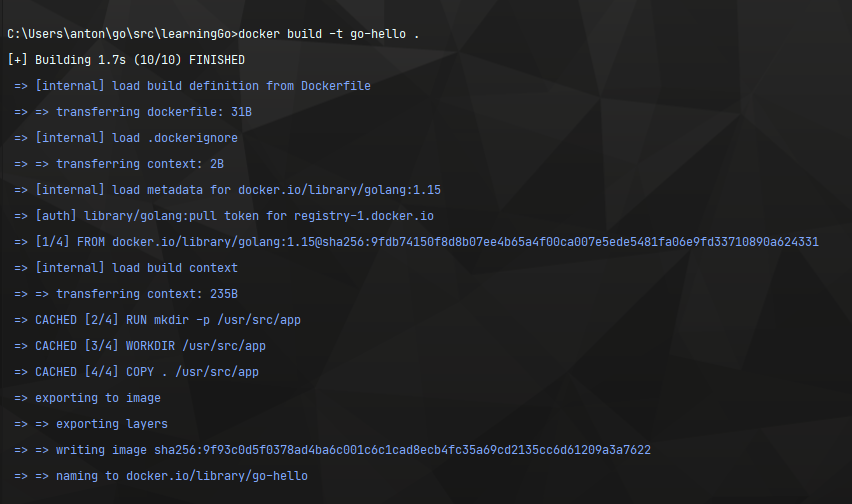 C:\Users\anton\go\src\learningGo>docker build -t go-hello .
[+] Building 1.7s (10/10) FINISHED
=> [internal] load build definition from Dockerfile
=> => transferring dockerfile: 31B
=> [internal] load .dockerignore
=> => transferring context: 2B
=> [internal] load metadata for docker.io/library/golang:1.15
=> [auth] library/golang:pull token for registry-1.docker.io
=> [1/4] FROM docker.io/library/golang:1.15@sha256:9fdb74150f8d8b07ee4b65a4f00ca007e5ede5481fa06e9fd33710890a624331
=> [internal] load build context
=> => transferring context: 235B
=> CACHED [2/4] RUN mkdir -p /usr/src/app
=> CACHED [3/4] WORKDIR /usr/src/app
=> CACHED [4/4] COPY . /usr/src/app
=> exporting to image
=> => exporting layers
=> => writing image sha256:9f93c0d5f0378ad4ba6c001c6c1cad8ecb4fc35a69cd2135cc6d61209a3a7622
=> => naming to docker.io/library/go-hello